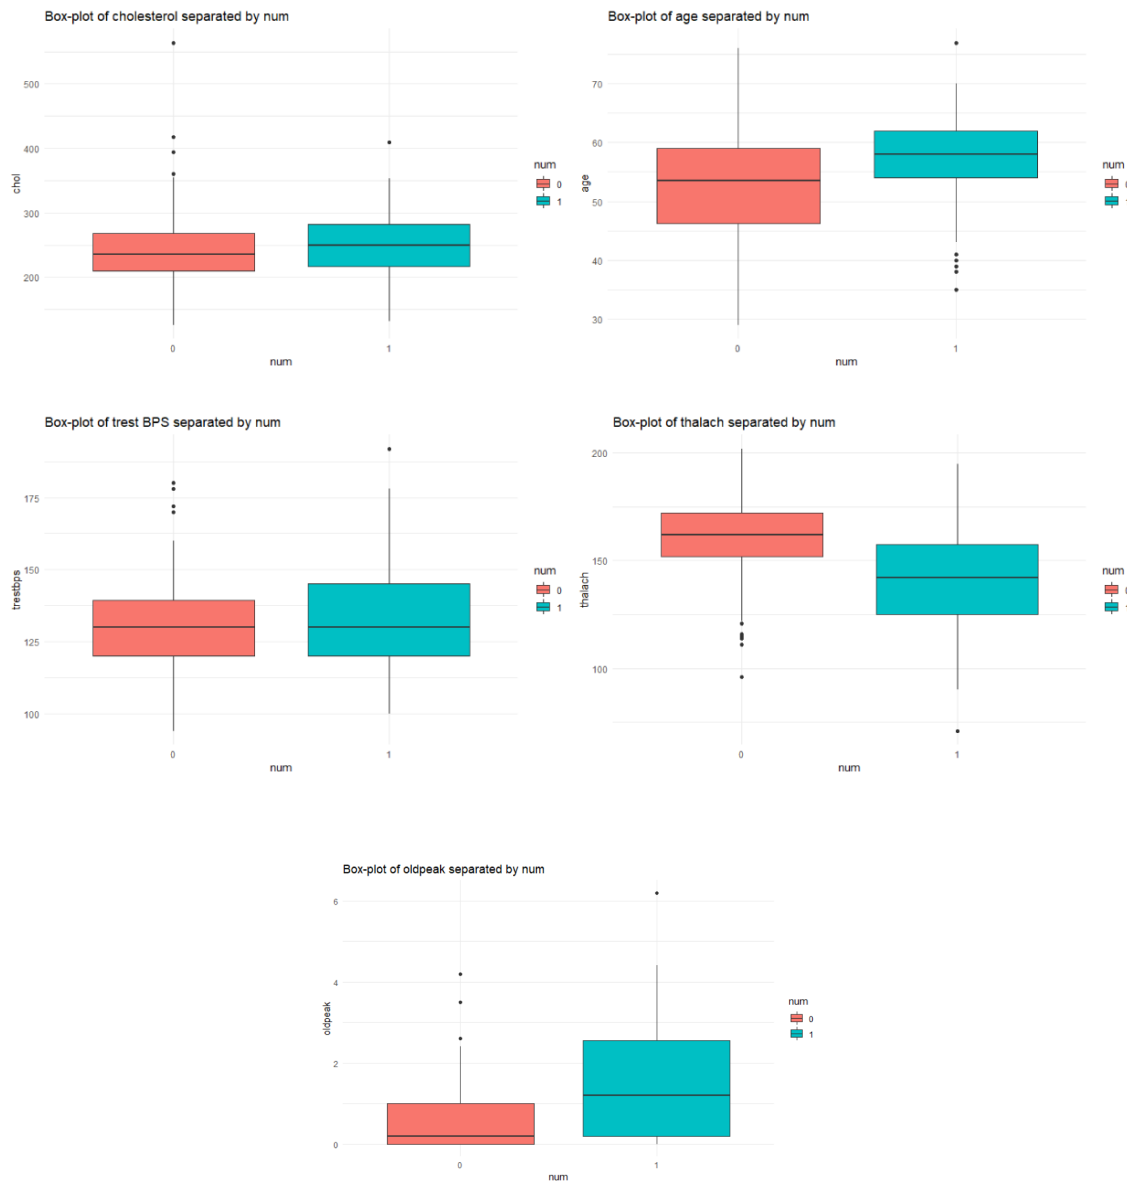 Box-plot of cholesterol separated by num
500
400
300
200
chol
0
1
num
num
0
1
Box-plot of age separated by num
70
60
50
40
30
age
0
1
num
num
Box-plot of trest BPS separated by num
175
150
125
100
trestbps
0
1
num
num
0
1
Box-plot of thalach separated by num
200
150
100
thalach
0
1
num
num
Box-plot of oldpeak separated by num
6
4
2
0
oldpeak
0
1
num
num
0
1